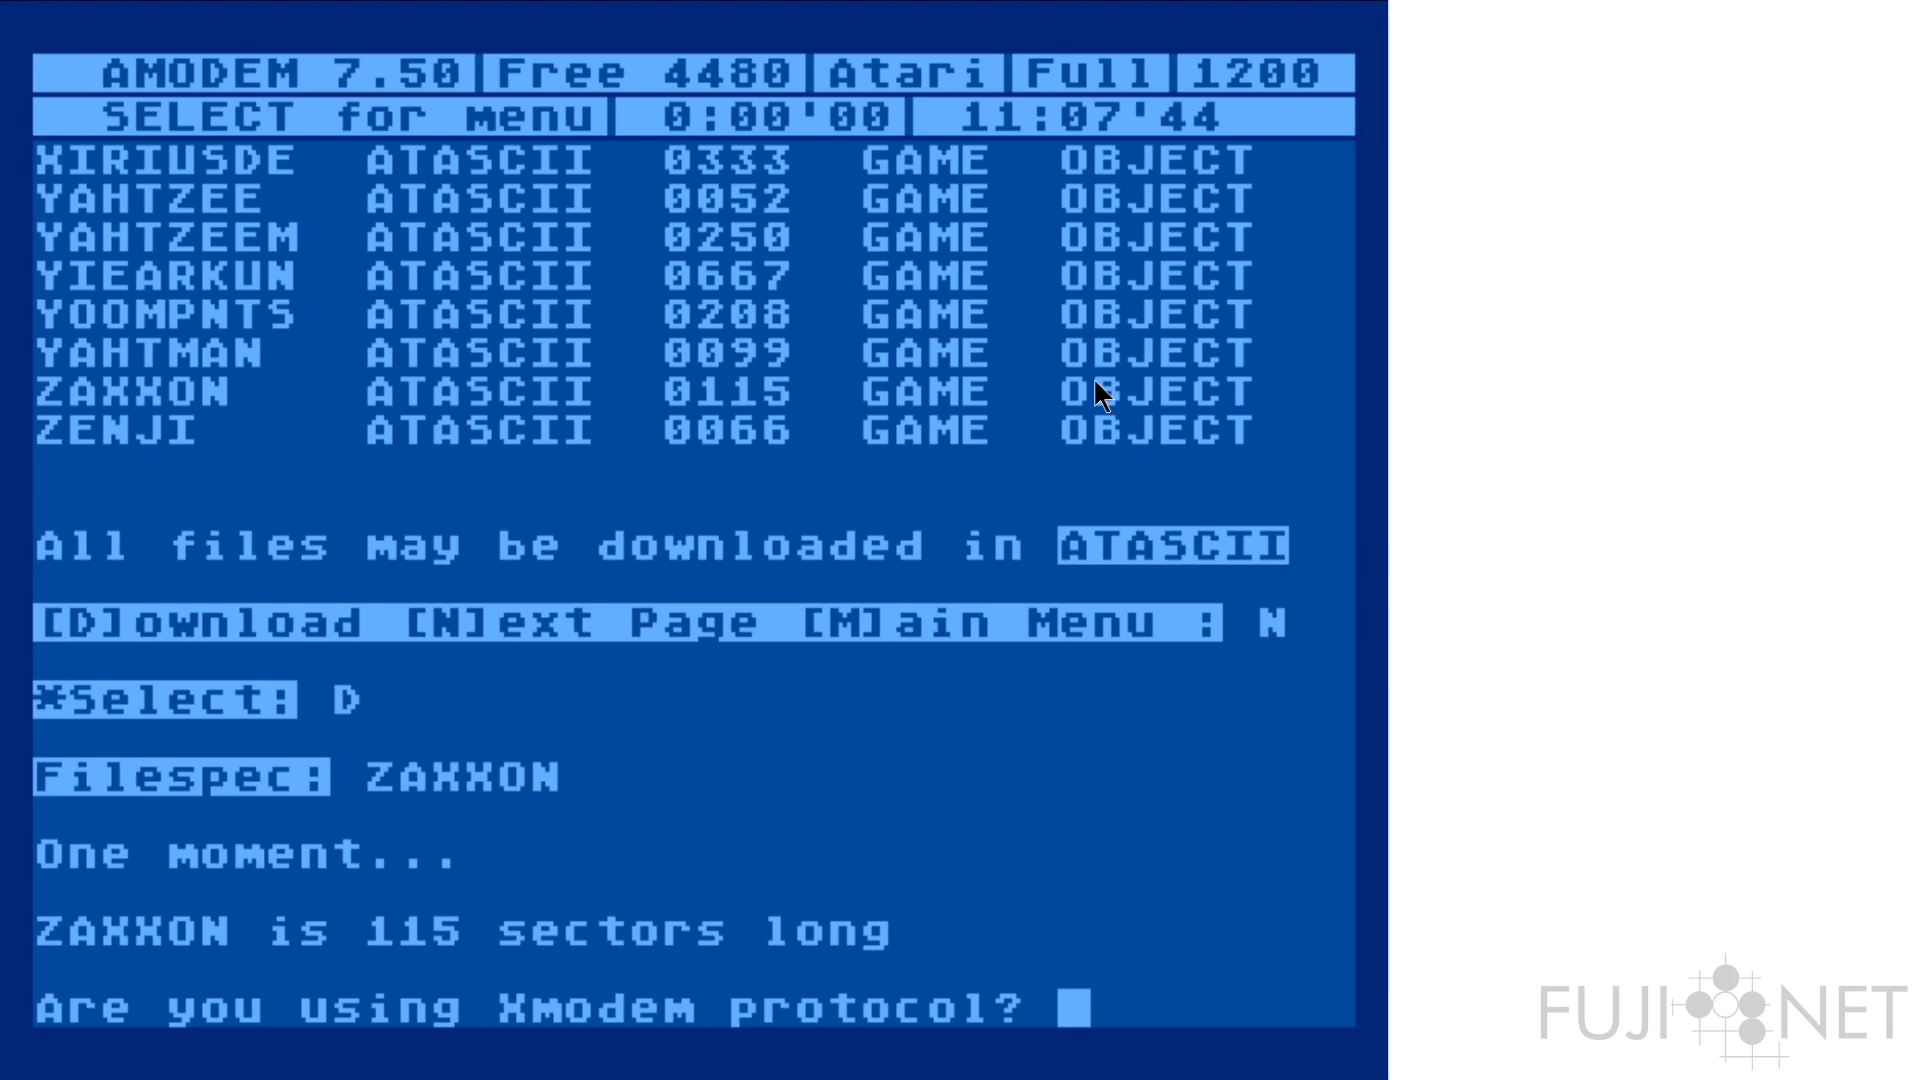 AMODEM 7.50|Free 4480|Atari|Full|1200
SELECT for menu| 0:00'00| 11:07'44
XIRIUSDE ATASCII 0333 GAME OBJECT
YAHTZEE ATASCII 0052 GAME OBJECT
YAHTZEEM ATASCII 0250 GAME OBJECT
YIEARKUN ATASCII 0667 GAME OBJECT
YOOMPNTS ATASCII 0208 GAME OBJECT
YAHTMAN ATASCII 0099 GAME OBJECT
ZAXXON ATASCII 0115 GAME OBJECT
ZENJI ATASCII 0066 GAME OBJECT
All files may be downloaded in ATASCII
[D]ownload [N]ext Page [M]ain Menu : N
*Select: D
Filespec: ZAXXON
One moment...
ZAXXON is 115 sectors long
Are you using Xmodem protocol?
FUJI NET